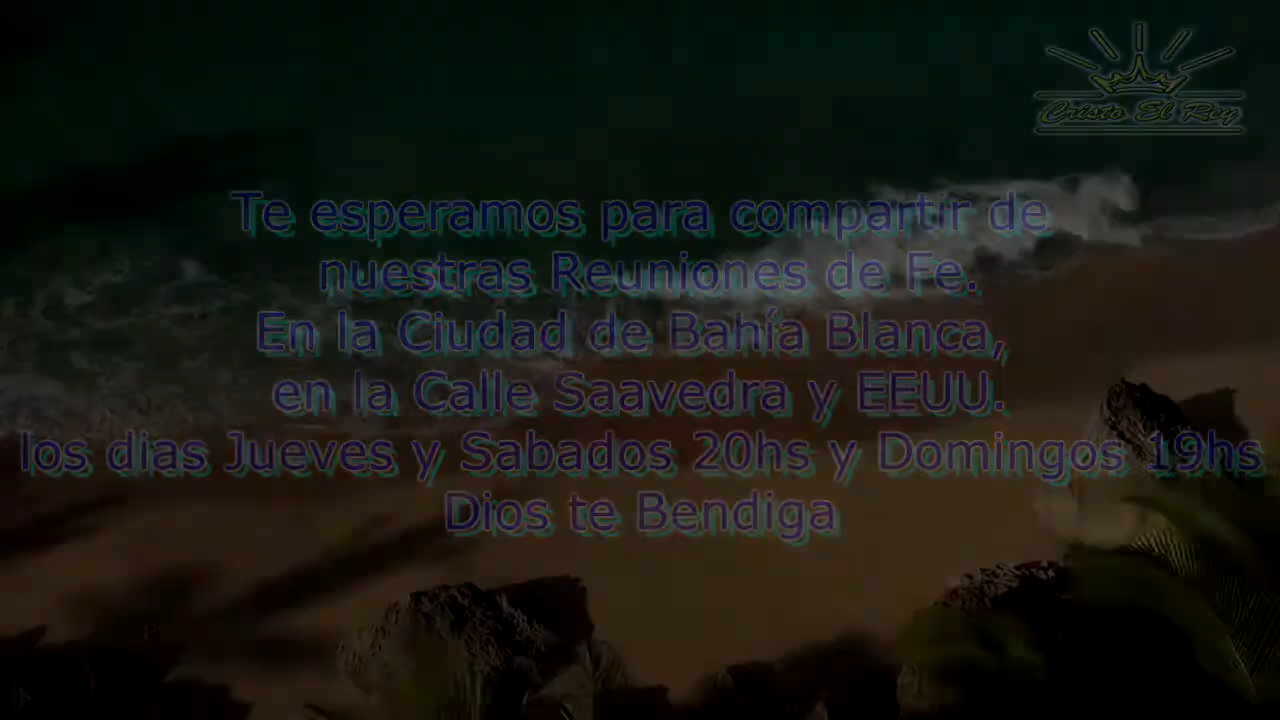 Cristo El Rey
Te esperamos para compartir de
nuestras Reuniones de Fe.
En la Ciudad de Bahía Blanca,
en la Calle Saavedra y EEUU.
los dias Jueves y Sabados 20hs y Domingos 19hs
Dios te Bendiga